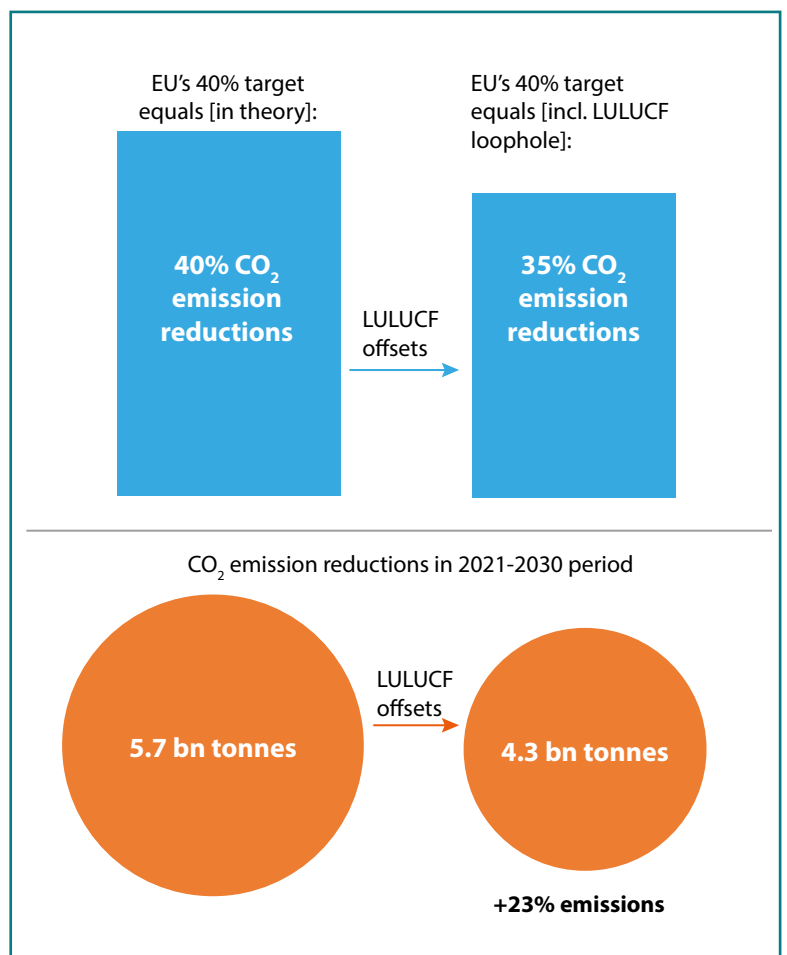 EU's 40% target
equals [in theory]:
EU's 40% target
equals [incl. LULUCF
loophole]:
40% CO₂
emission
reductions
LULUCF
offsets
35% CO₂
emission
reductions
CO₂ emission reductions in 2021-2030 period
5.7 bn tonnes
LULUCF
offsets
4.3 bn tonnes
+23% emissions